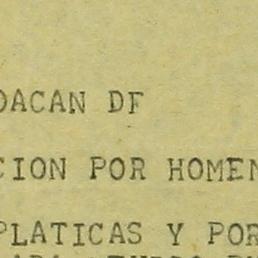 OACAN DF
CION POR HOMEN
PLATICAS Y POR